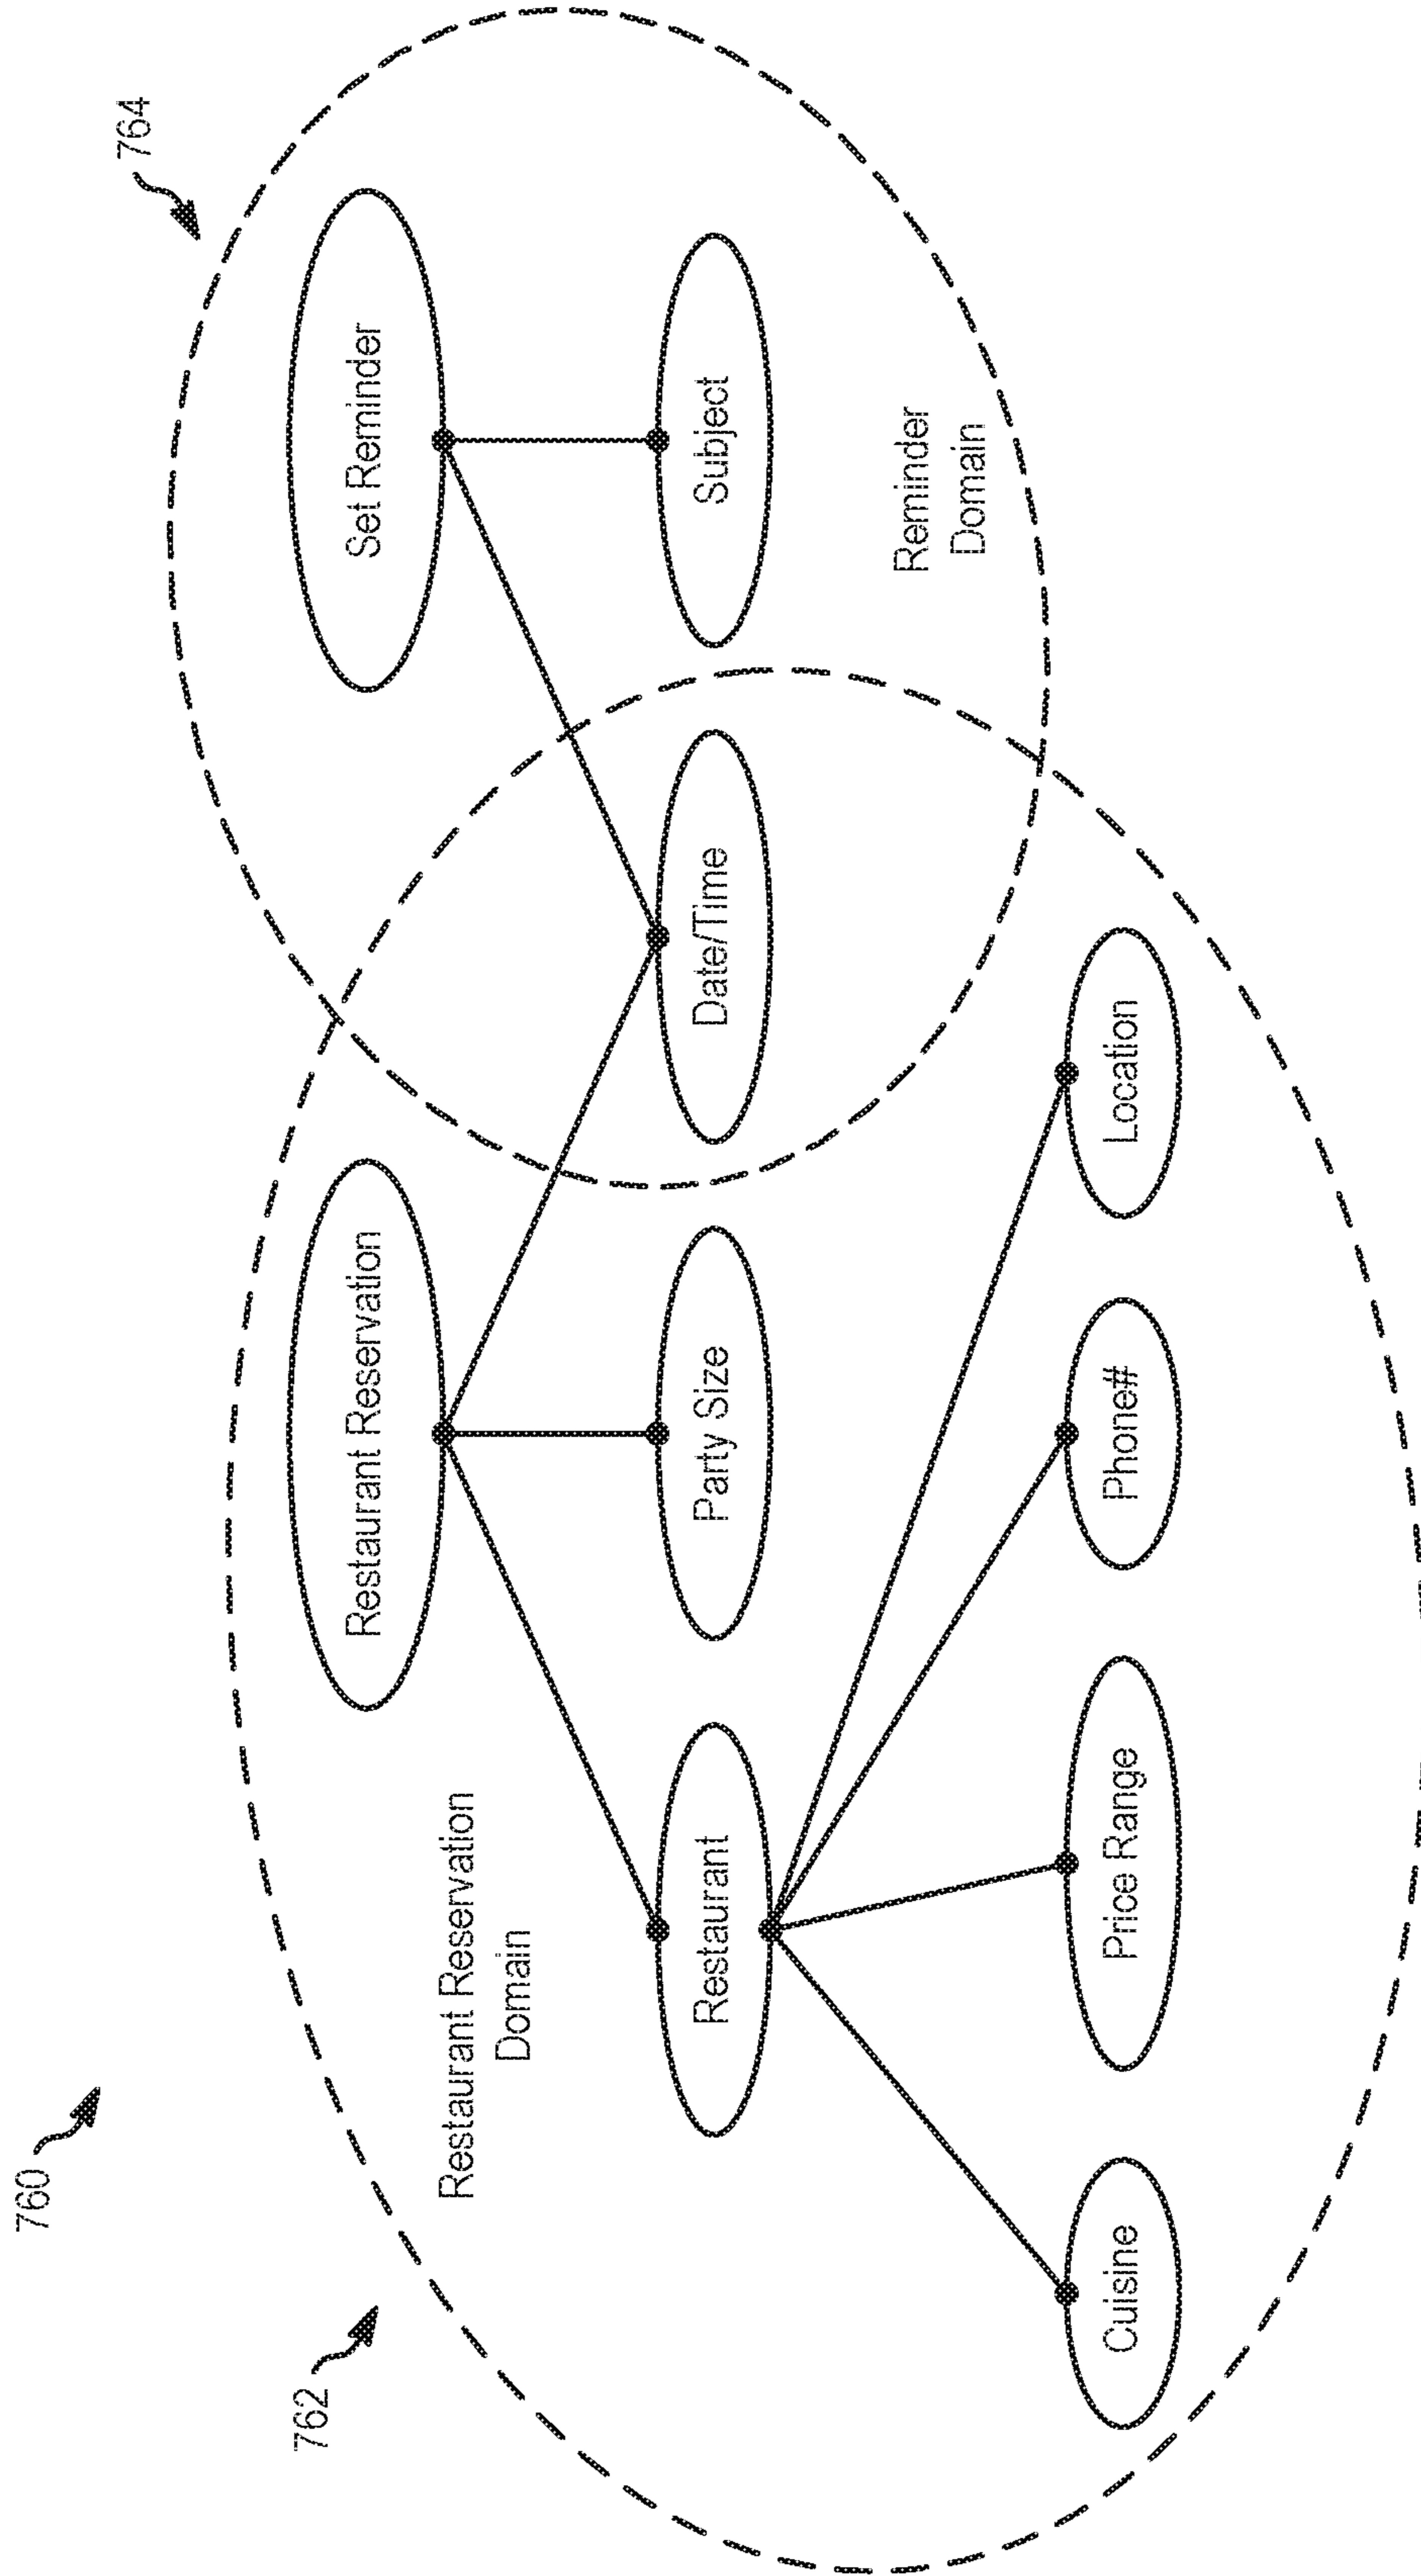 760
762
764
Restaurant Reservation
Domain
Restaurant Reservation
Set Reminder
Restaurant
Party Size
Date/Time
Subject
Reminder
Domain
Cuisine
Price Range
Phone#
Location